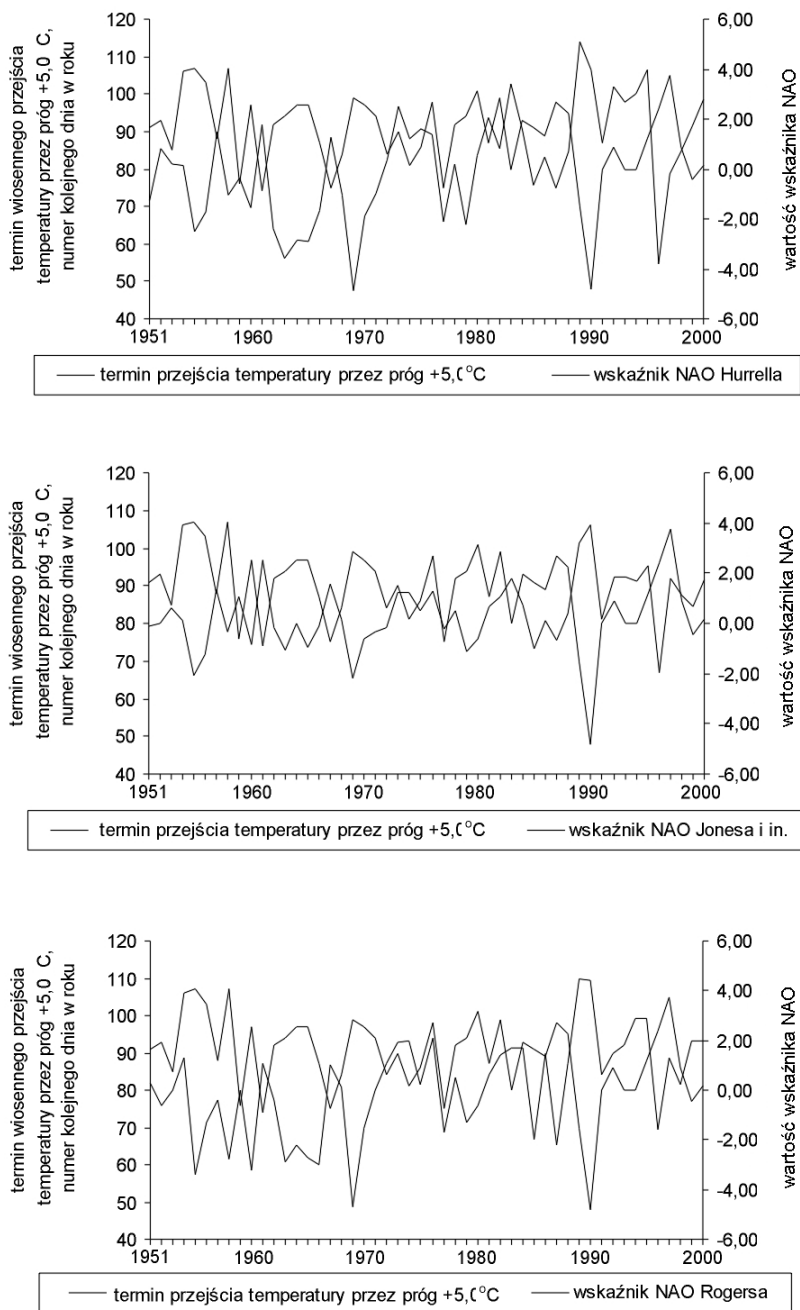 termin wiosennego przejścia
temperatury przez próg +5,0 C,
numer kolejnego dnia w roku
120
110
100
90
80
70
60
50
40
6,00
4,00
2,00
0,00
-2,00
-4,00
-6,00
wartość wskaźnika NAO
1951 1960 1970 1980 1990 2000
termin przejścia temperatury przez próg +5,0°C wskaźnik NAO Hurrella
termin wiosennego przejścia
temperatury przez próg +5,0 C,
numer kolejnego dnia w roku
120
110
100
90
80
70
60
50
40
6,00
4,00
2,00
0,00
-2,00
-4,00
-6,00
wartość wskaźnika NAO
1951 1960 1970 1980 1990 2000
termin przejścia temperatury przez próg +5,0°C wskaźnik NAO Jonesa i in.
termin wiosennego przejścia
temperatury przez próg +5,0 C,
numer kolejnego dnia w roku
120
110
100
90
80
70
60
50
40
6,00
4,00
2,00
0,00
-2,00
-4,00
-6,00
wartość wskaźnika NAO
1951 1960 1970 1980 1990 2000
termin przejścia temperatury przez próg +5,0°C wskaźnik NAO Rogersa